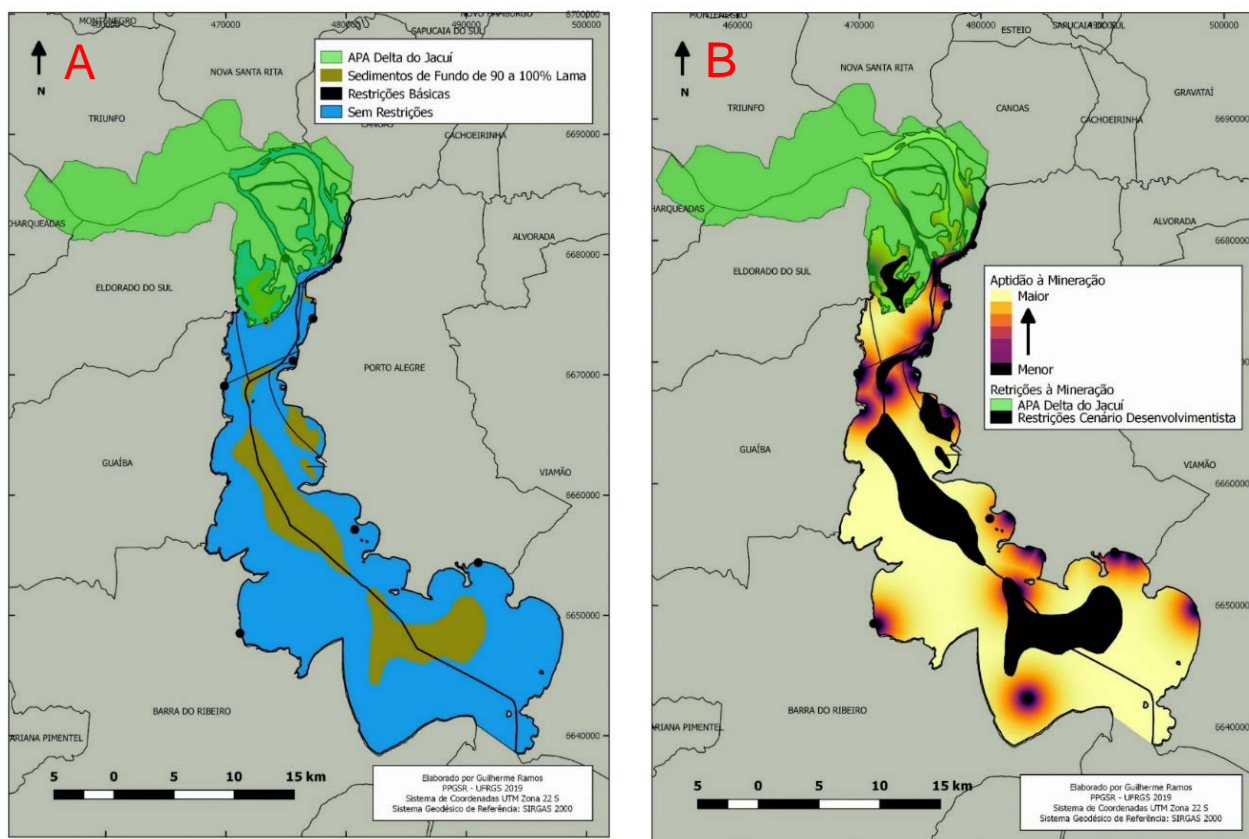 A
N
470000
480000
490000
6700000
MONTENEGRO
NOVO HAMBURGO
SAPUCAIA DO SUL
APA Delta do Jacuí
Sedimentos de Fundo de 90 a 100% Lama
Restrições Básicas
Sem Restrições
NOVA SANTA RITA
TRIUNFO
CANOAS
CACHOEIRINHA
6690000
CHARQUEADAS
ALVORADA
6680000
ELDORADO DO SUL
PORTO ALEGRE
6670000
GUAÍBA
VIAMÃO
6660000
6650000
BARRA DO RIBEIRO
ARIANA PIMENTEL
6640000
5 0 5 10 15 km
Elaborado por Guilherme Ramos
PPGSR - UFRGS 2019
Sistema de Coordenadas UTM Zona 22 S
Sistema Geodésico de Referência: SIRGAS 2000
B
N
MONTENEGRO
460000
470000
480000
490000
500000
SAPUCAIA DO SUL
ESTEIO
NOVA SANTA RITA
TRIUNFO
CANOAS
GRAVATAÍ
CACHOEIRINHA
6690000
HARQUEADAS
ALVORADA
6680000
ELDORADO DO SUL
Aptidão à Mineração
Maior
Menor
Retrições à Mineração
APA Delta do Jacuí
Restrições Cenário Desenvolvimentista
6670000
GUAÍBA
VIAMÃO
6660000
6650000
BARRA DO RIBEIRO
ARIANA PIMENTEL
6640000
5 0 5 10 15 km
Elaborado por Guilherme Ramos
PPGSR - UFRGS 2019
Sistema de Coordenadas UTM Zona 22 S
Sistema Geodésico de Referência: SIRGAS 2000